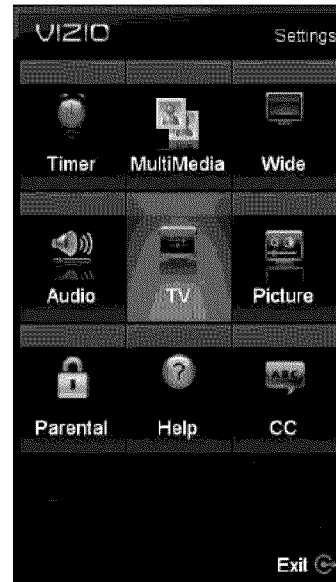 VIZIO Settings
Timer MultiMedia Wide
Audio TV Picture
Parental Help ? CC ABC
Exit